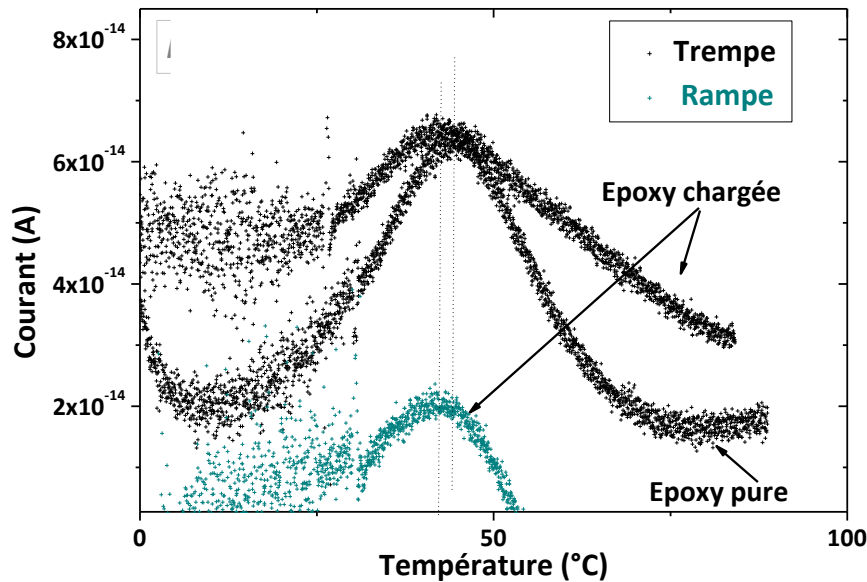 8x10⁻¹⁴
6x10⁻¹⁴
4x10⁻¹⁴
2x10⁻¹⁴
Courant (A)
Trempe
Rampe
Epoxy chargée
Epoxy pure
0
50
100
Température (°C)